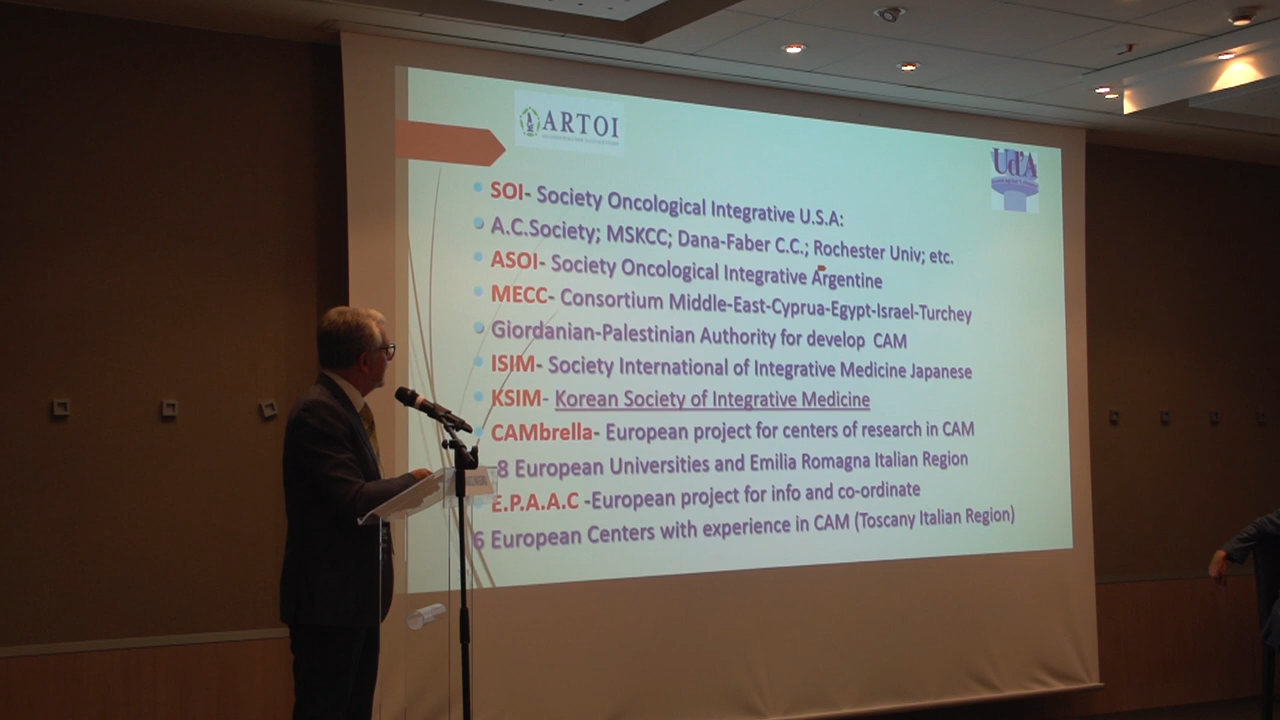 ARTOI
Ud'A
SOI- Society Oncological Integrative U.S.A:
A.C.Society; MSKCC; Dana-Faber C.C.; Rochester Univ; etc.
ASOI- Society Oncological Integrative Argentine
MECC- Consortium Middle-East-Cyprua-Egypt-Israel-Turchey
Giordanian-Palestinian Authority for develop CAM
ISIM- Society International of Integrative Medicine Japanese
KSIM- Korean Society of Integrative Medicine
CAMbrella- European project for centers of research in CAM
8 European Universities and Emilia Romagna Italian Region
E.P.A.A.C -European project for info and co-ordinate
6 European Centers with experience in CAM (Toscany Italian Region)